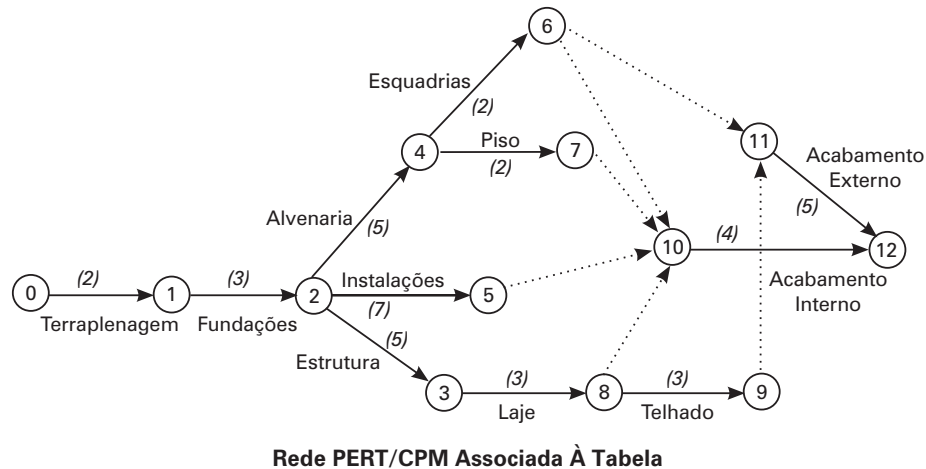 6
Esquadrias
(2)
11
4
Piso
7
(2)
Acabamento
Externo
(5)
Alvenaria
(5)
10
(4)
12
(2)
(3)
Instalações
0
1
2
5
Acabamento
Interno
Terraplenagem
Fundações
(7)
(5)
Estrutura
3
(3)
8
(3)
9
Laje
Telhado
Rede PERT/CPM Associada À Tabela